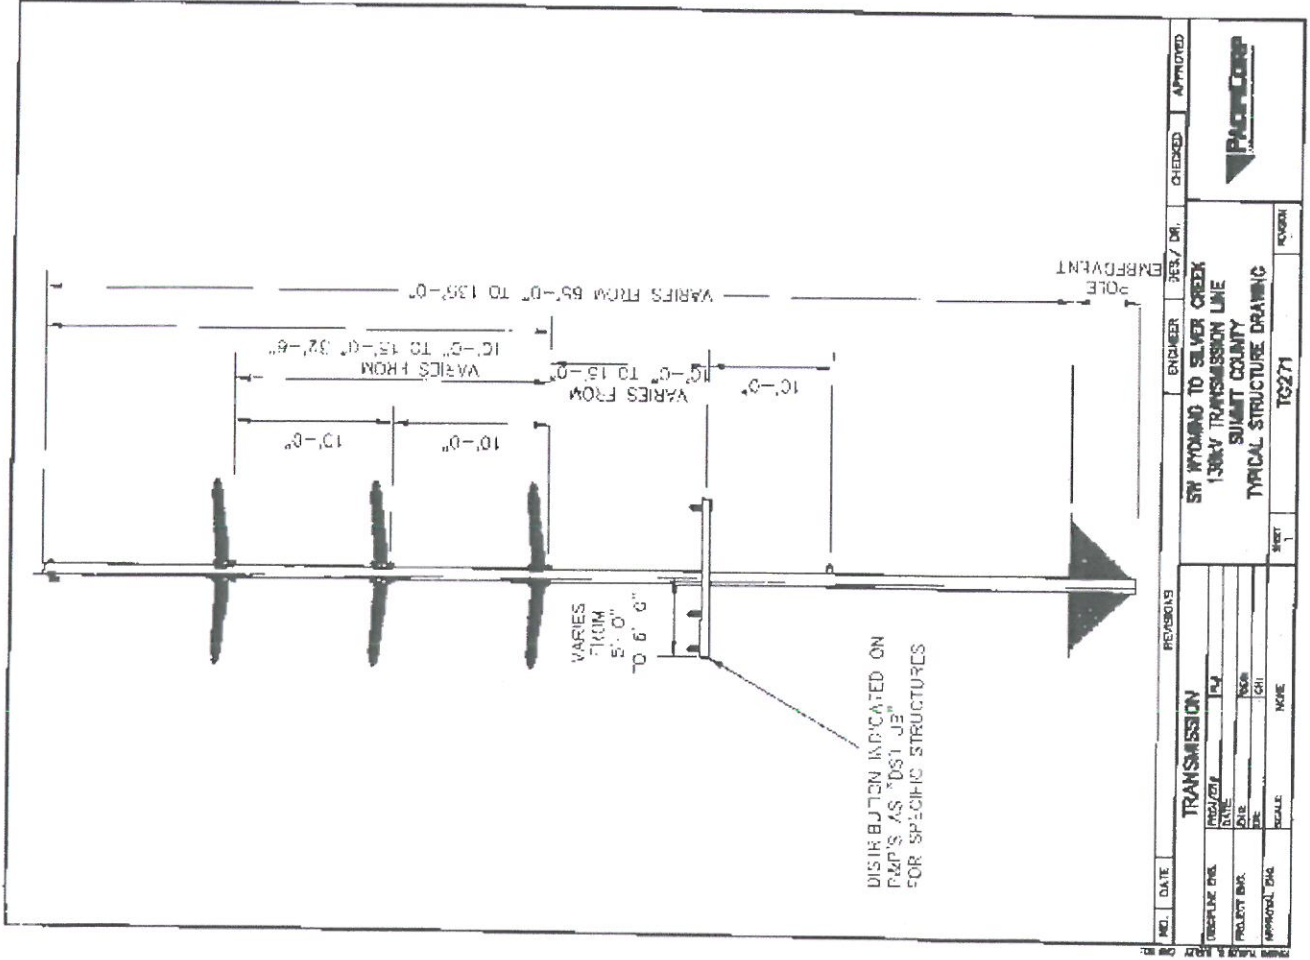 VARIES FROM 65'-0" TO 135'-0"
VARIES FROM
10'-0" TO 15'-0" 32'-6"
VARIES FROM
10'-0" TO 15'-0"
10'-0"
10'-0"
10'-0"
POLE
VARIES
FROM
5'-0"
TO 6'-0"
DISTRIBUTION INDICATED ON
P&P'S AS "DST UB"
FOR SPECIFIC STRUCTURES
NO.
DATE
REVISIONS
ENGINEER
DES./ DR.
CHECKED
APPROVED
TRANSMISSION
DISCIPLINE ENG.
PROJECT ENG.
APPROVAL ENG.
DATE
SCALE:
NONE
SW WYOMING TO SILVER CREEK
138kV TRANSMISSION LINE
SUMMIT COUNTY
TYPICAL STRUCTURE DRAWING
SHEET
1
TG271
REVISION
PACIFICORP